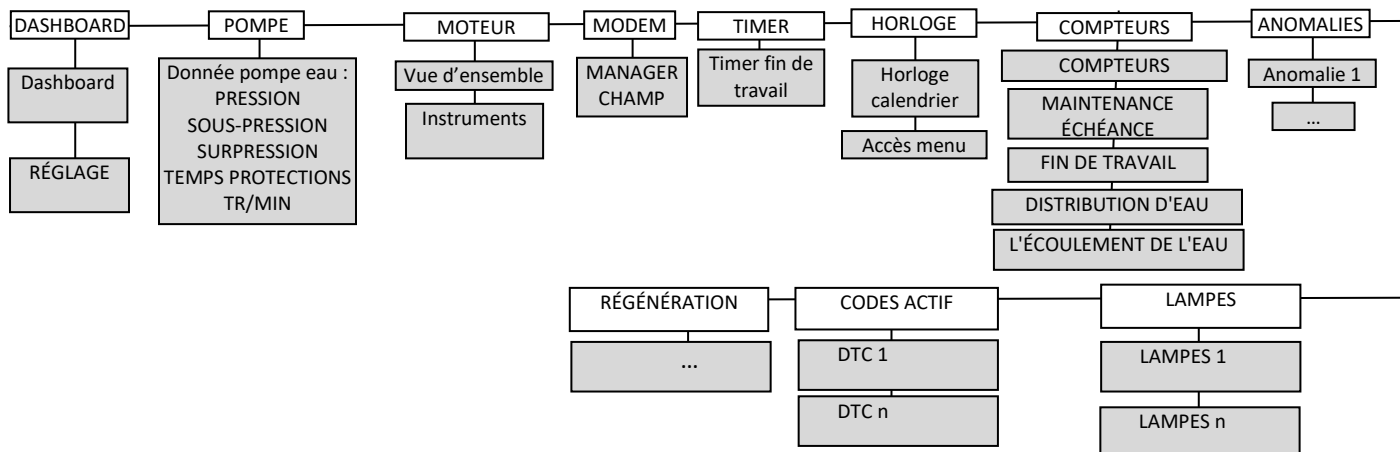 DASHBOARD
POMPE
MOTEUR
MODEM
TIMER
HORLOGE
COMPTEURS
ANOMALIES
Dashboard
RÉGLAGE
Donnée pompe eau :
PRESSION
SOUS-PRESSION
SURPRESSION
TEMPS PROTECTIONS
TR/MIN
Vue d'ensemble
Instruments
MANAGER
CHAMP
Timer fin de
travail
Horloge
calendrier
Accès menu
COMPTEURS
MAINTENANCE
ÉCHÉANCE
FIN DE TRAVAIL
DISTRIBUTION D'EAU
L'ÉCOULEMENT DE L'EAU
Anomalie 1
...
RÉGÉNÉRATION
CODES ACTIF
LAMPES
...
DTC 1
DTC n
LAMPES 1
LAMPES n